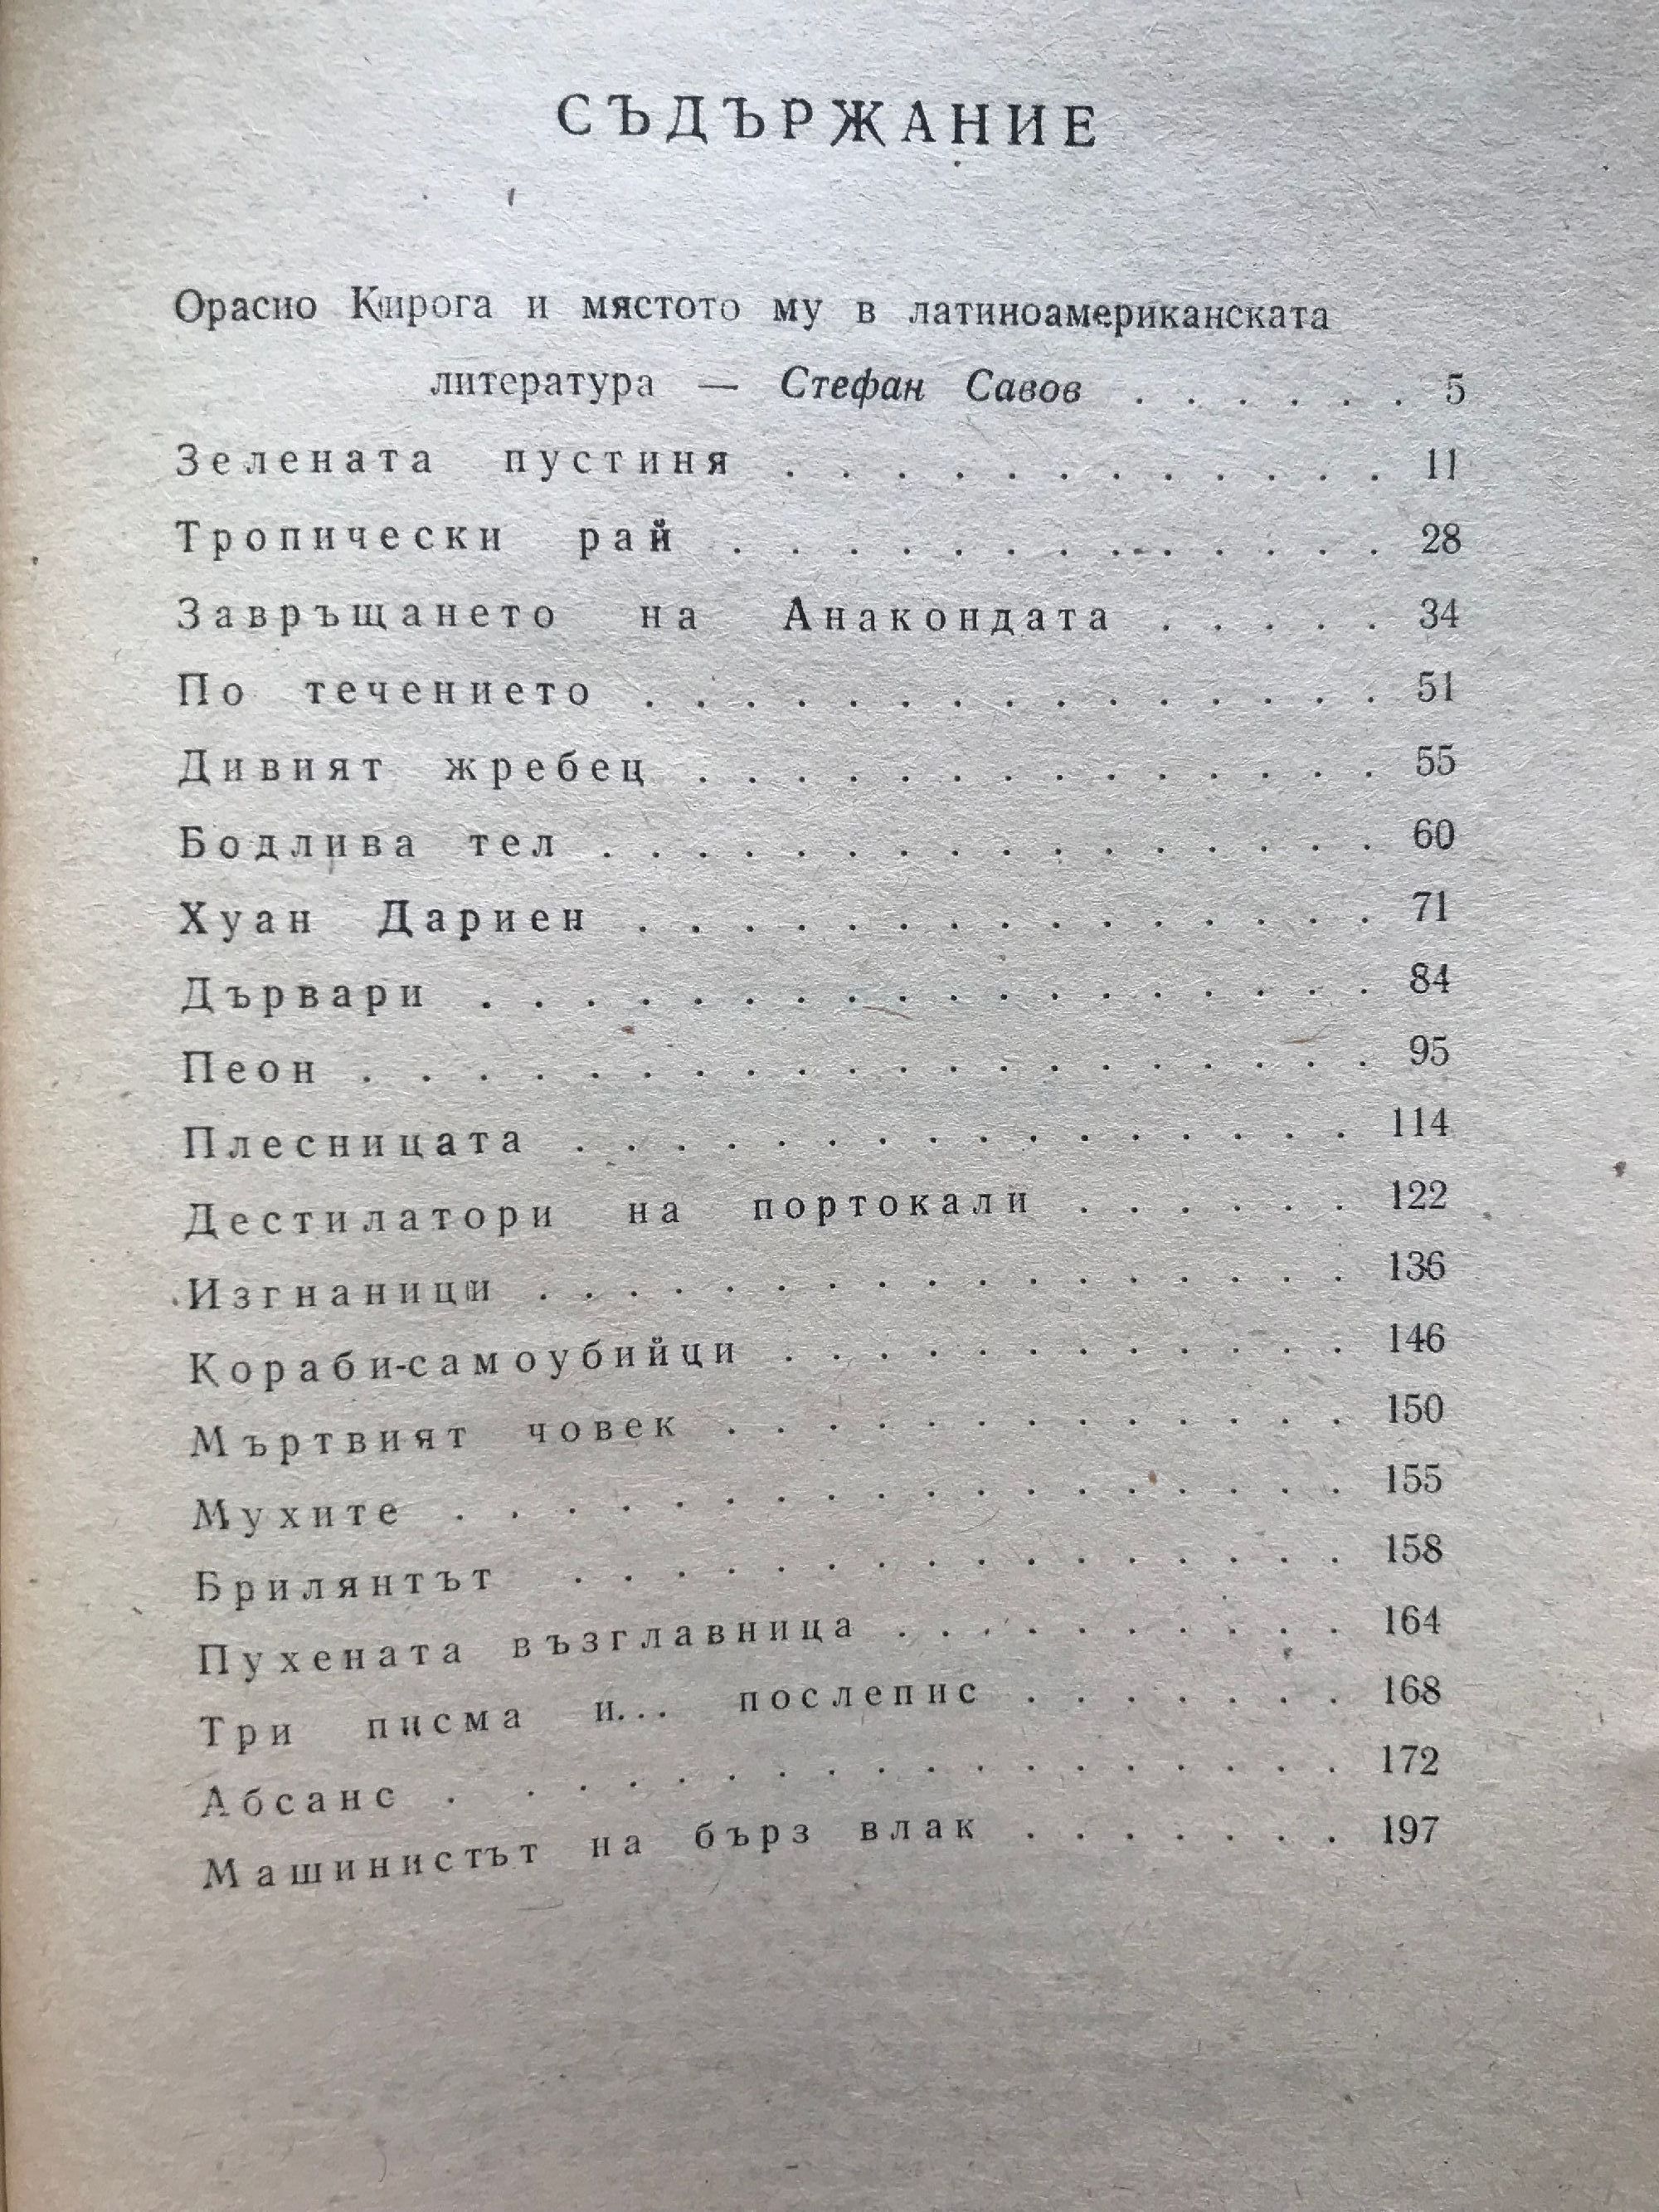 СЪДЪРЖАНИЕ
Орасио Кирога и мястото му в латиноамериканската
литература — Стефан Савов . . . . . . 5
Зелената пустиня . . . . . . . . . . . . 11
Тропически рай . . . . . . . . . . . . . 28
Завръщането на Анакондата . . . . . 34
По течението . . . . . . . . . . . . . . 51
Дивият жребец . . . . . . . . . . . . . . 55
Бодлива тел . . . . . . . . . . . . . . . . 60
Хуан Дариен . . . . . . . . . . . . . . . 71
Дървари . . . . . . . . . . . . . . . . . . 84
Пеон . . . . . . . . . . . . . . . . . . . . 95
Плесницата . . . . . . . . . . . . . . . . 114
Дестилатори на портокали . . . . . . 122
Изгнаници . . . . . . . . . . . . . . . . 136
Кораби-самоубийци . . . . . . . . . . . . 146
Мъртвият човек . . . . . . . . . . . . . 150
Мухите . . . . . . . . . . . . . . . . . . 155
Брилянтът . . . . . . . . . . . . . . . . 158
Пухената възглавница . . . . . . . . . . 164
Три писма и... послепис . . . . . . . 168
Абсанс . . . . . . . . . . . . . . . . . . 172
Машинистът на бърз влак . . . . . . . 197